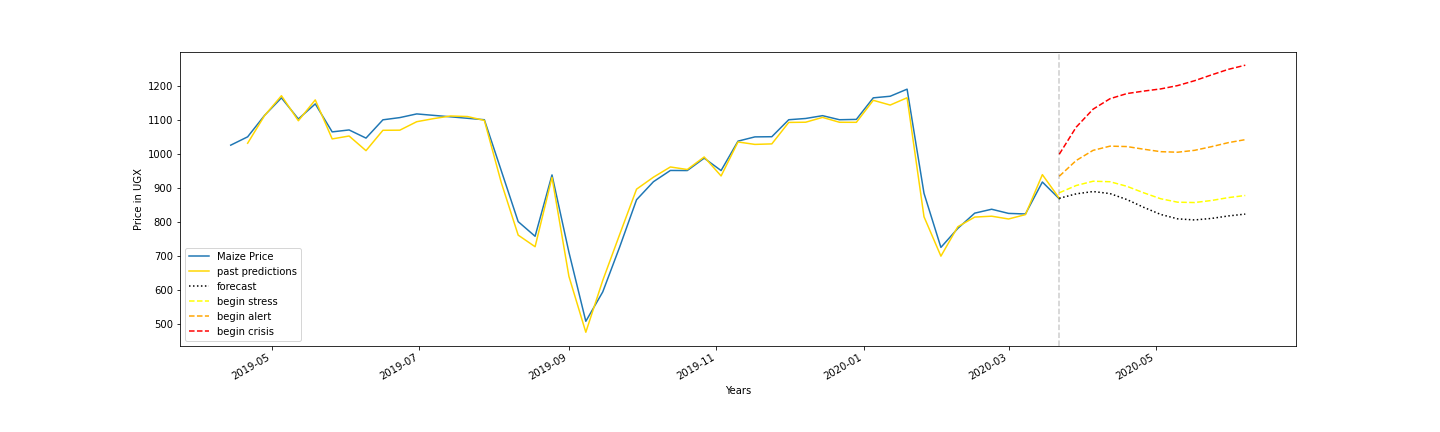 1200
1100
1000
900
800
700
600
500
Price in UGX
Maize Price
past predictions
forecast
begin stress
begin alert
begin crisis
2019-05
2019-07
2019-09
2019-11
2020-01
2020-03
2020-05
Years